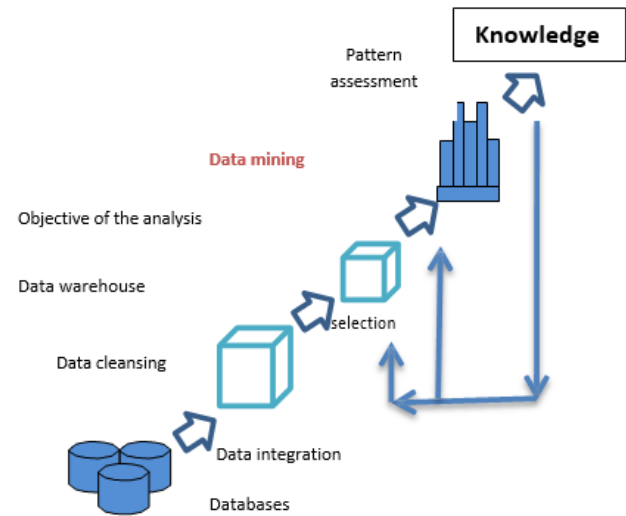 Knowledge
Pattern
assessment
Data mining
Objective of the analysis
Data warehouse
selection
Data cleansing
Data integration
Databases